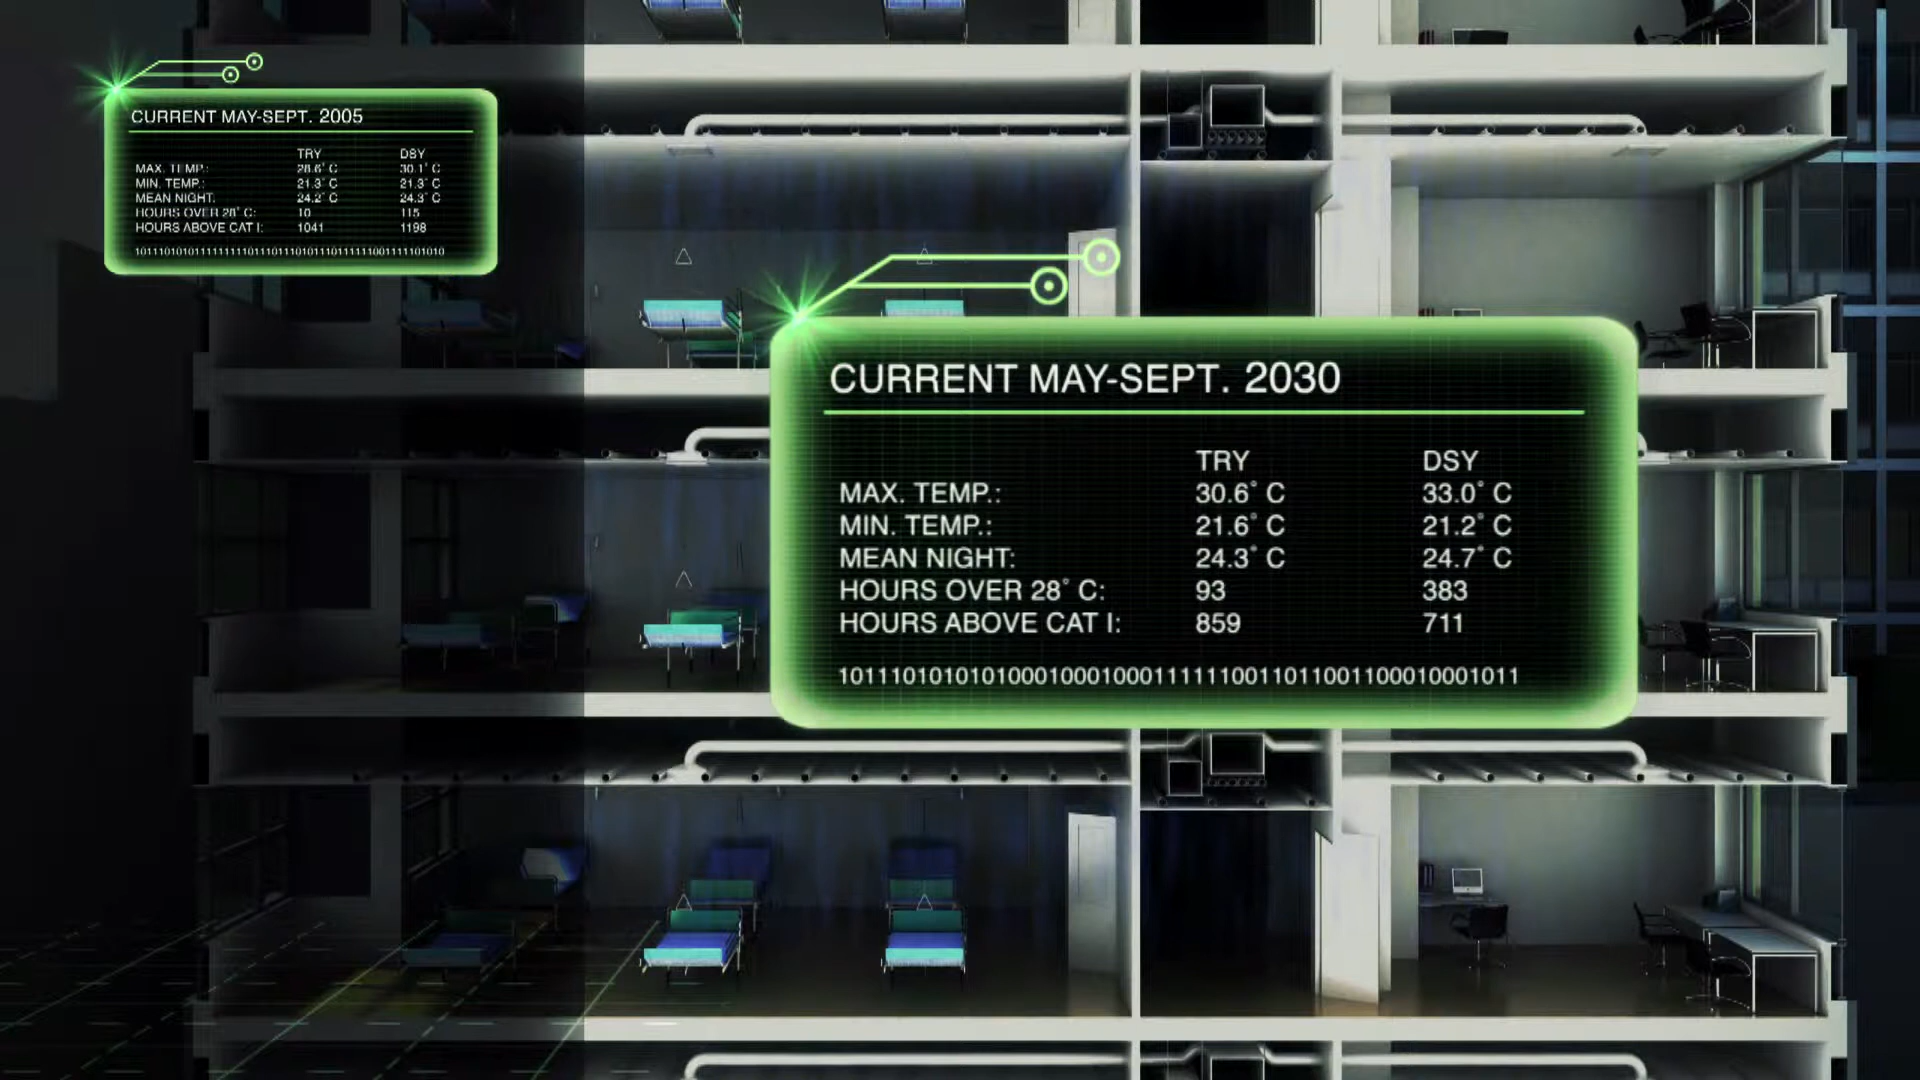 CURRENT MAY-SEPT. 2005
TRY DSY
MAX. TEMP.: 28.6° C 30.1° C
MIN. TEMP.: 21.3° C 21.3° C
MEAN NIGHT: 24.2° C 24.3° C
HOURS OVER 28° C: 10 115
HOURS ABOVE CAT I: 1041 1198
CURRENT MAY-SEPT. 2030
TRY DSY
MAX. TEMP.: 30.6° C 33.0° C
MIN. TEMP.: 21.6° C 21.2° C
MEAN NIGHT: 24.3° C 24.7° C
HOURS OVER 28° C: 93 383
HOURS ABOVE CAT I: 859 711
1011101010101000100010001111110011011001100010001011